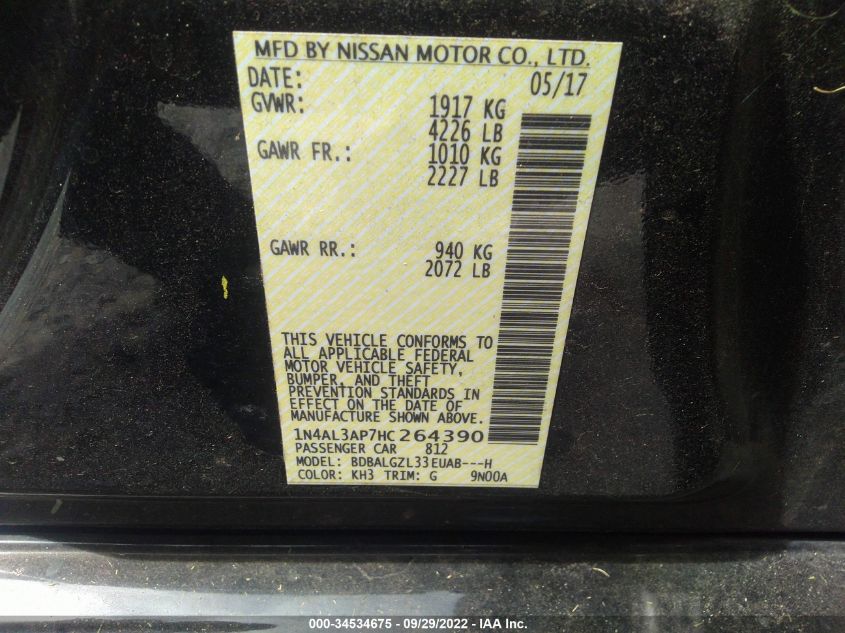 MFD BY NISSAN MOTOR CO., LTD.
DATE: 05/17
GVWR: 1917 KG
4226 LB
GAWR FR.: 1010 KG
2227 LB
GAWR RR.: 940 KG
2072 LB
THIS VEHICLE CONFORMS TO
ALL APPLICABLE FEDERAL
MOTOR VEHICLE SAFETY,
BUMPER, AND THEFT
PREVENTION STANDARDS IN
EFFECT ON THE DATE OF
MANUFACTURE SHOWN ABOVE.
1N4AL3AP7HC264390
PASSENGER CAR 812
MODEL: BDBALGZL33EUAB---H
COLOR: KH3 TRIM: G 9N00A
000-34534675 - 09/29/2022 - IAA Inc.